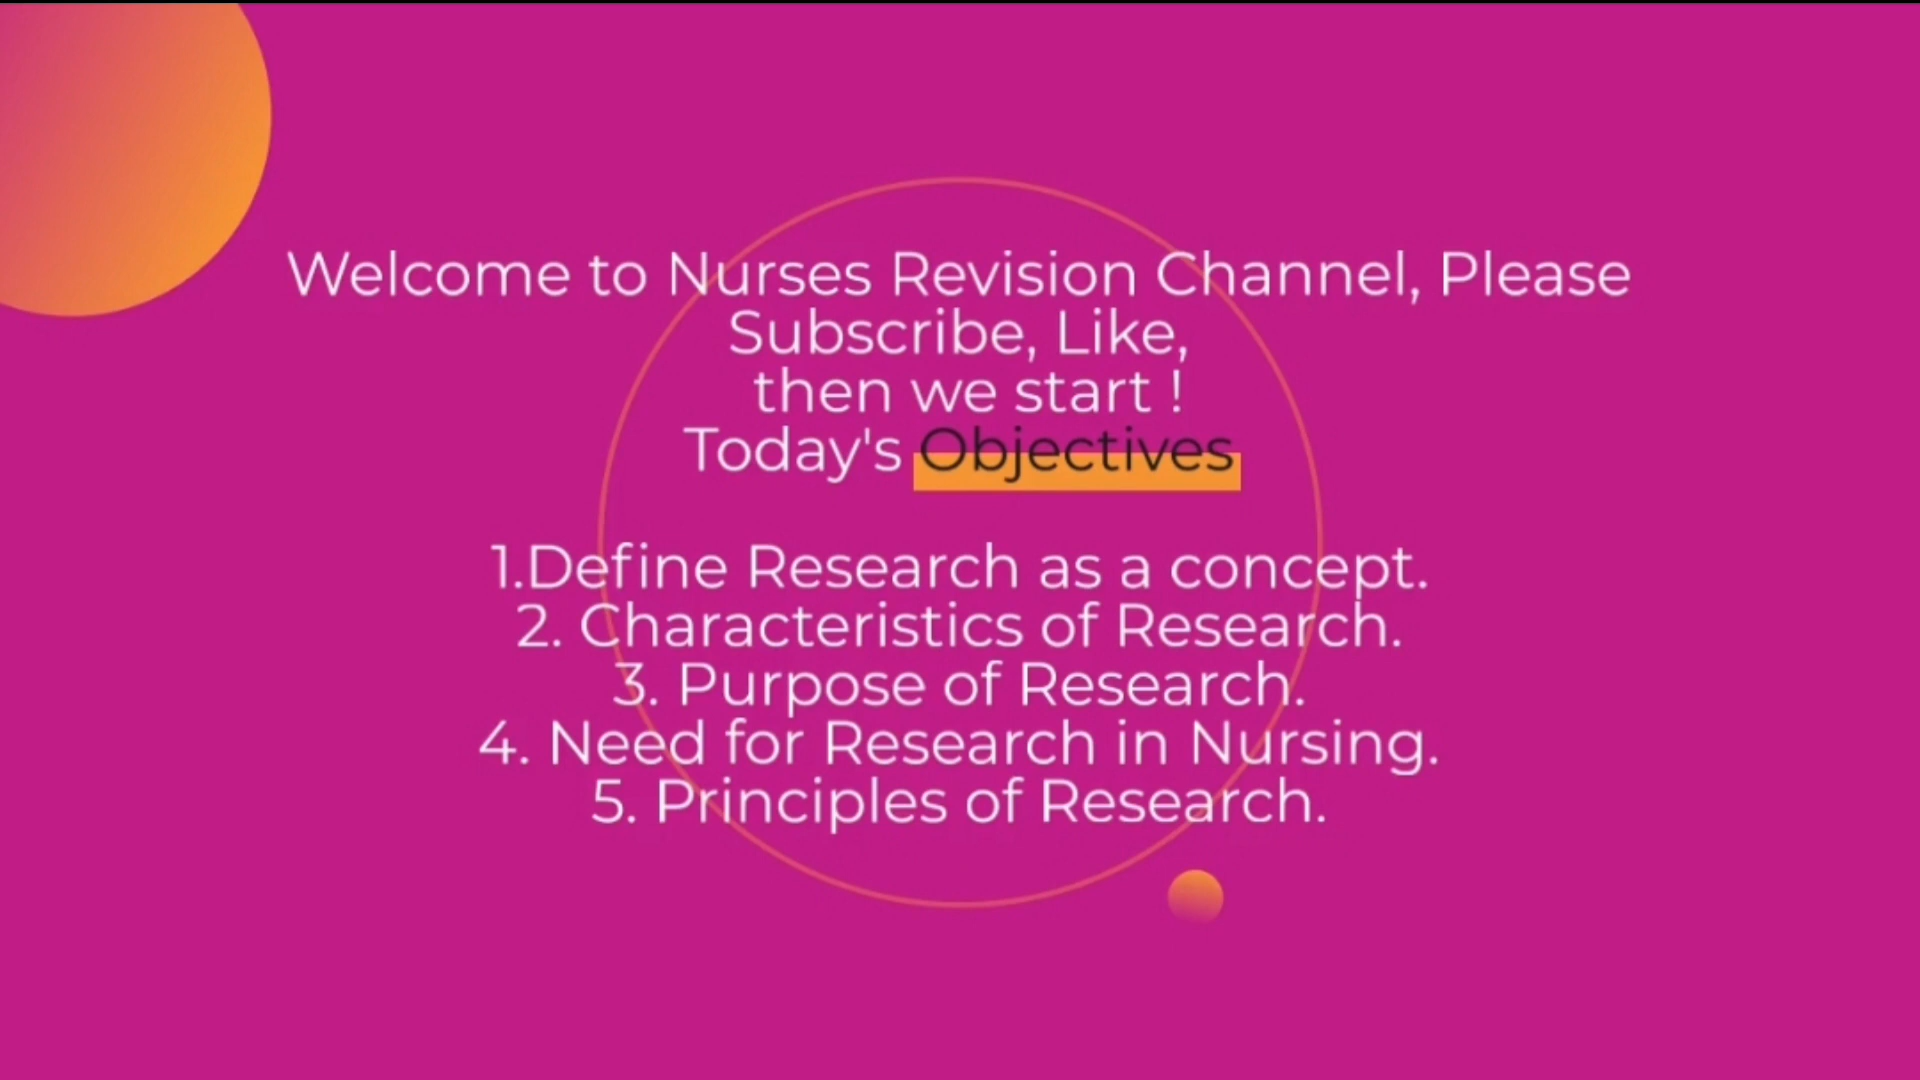 Welcome to Nurses Revision Channel, Please
Subscribe, Like,
then we start !
Today's Objectives
1.Define Research as a concept.
2. Characteristics of Research.
3. Purpose of Research.
4. Need for Research in Nursing.
5. Principles of Research.